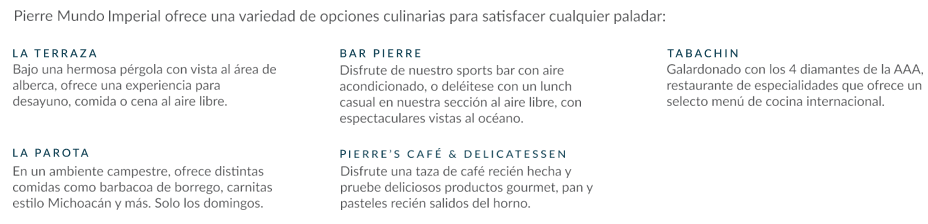 Pierre Mundo Imperial ofrece una variedad de opciones culinarias para satisfacer cualquier paladar:
LA TERRAZA
Bajo una hermosa pérgola con vista al área de
alberca, ofrece una experiencia para
desayuno, comida o cena al aire libre.
BAR PIERRE
Disfrute de nuestro sports bar con aire
acondicionado, o deléitese con un lunch
casual en nuestra sección al aire libre, con
espectaculares vistas al océano.
TABACHIN
Galardonado con los 4 diamantes de la AAA,
restaurante de especialidades que ofrece un
selecto menú de cocina internacional.
LA PAROTA
En un ambiente campestre, ofrece distintas
comidas como barbacoa de borrego, carnitas
estilo Michoacán y más. Solo los domingos.
PIERRE'S CAFÉ & DELICATESSEN
Disfrute una taza de café recién hecha y
pruebe deliciosos productos gourmet, pan y
pasteles recién salidos del horno.